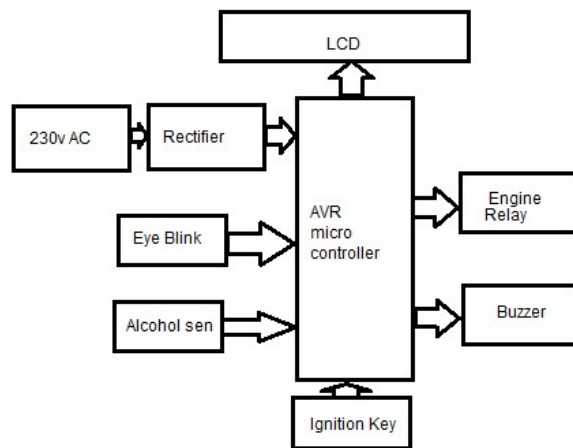 LCD
230v AC
Rectifier
Eye Blink
Alcohol sen
AVR
micro
controller
Engine
Relay
Buzzer
Ignition Key